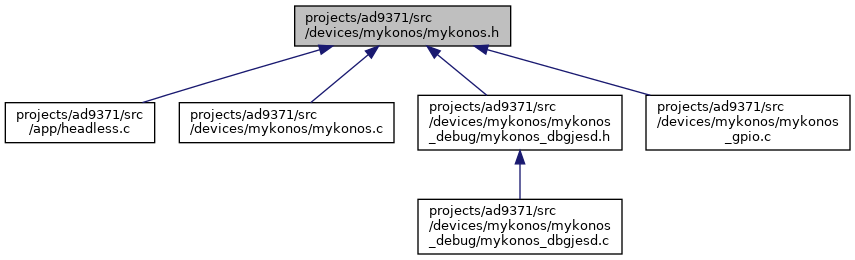 projects/ad9371/src
/devices/mykonos/mykonos.h
projects/ad9371/src
/app/headless.c
projects/ad9371/src
/devices/mykonos/mykonos.c
projects/ad9371/src
/devices/mykonos/mykonos
_debug/mykonos_dbgjesd.h
projects/ad9371/src
/devices/mykonos/mykonos
_gpio.c
projects/ad9371/src
/devices/mykonos/mykonos
_debug/mykonos_dbgjesd.c